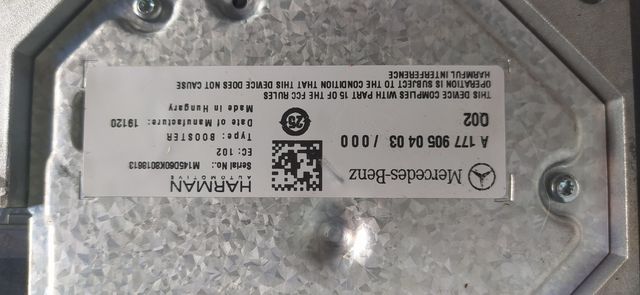 Mercedes-Benz
HARMAN
AUTOMOTIVE
A 177 905 04 03 / 000
Q02
Serial No.: M145D60X8018613
EC: 102
Type: BOOSTER
Date of Manufacture: 19120
Made in Hungary
THIS DEVICE COMPLIES WITH PART 15 OF THE FCC RULES
OPERATION IS SUBJECT TO THE CONDITION THAT THIS DEVICE DOES NOT CAUSE
HARMFUL INTERFERENCE